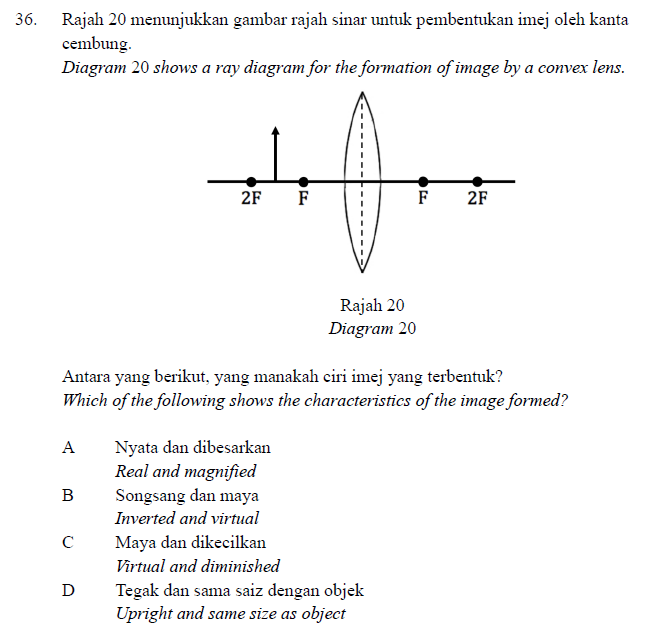 36. Rajah 20 menunjukkan gambar rajah sinar untuk pembentukan imej oleh kanta
cembung.
Diagram 20 shows a ray diagram for the formation of image by a convex lens.
2F F F 2F
Rajah 20
Diagram 20
Antara yang berikut, yang manakah ciri imej yang terbentuk?
Which of the following shows the characteristics of the image formed?
A Nyata dan dibesarkan
Real and magnified
B Songsang dan maya
Inverted and virtual
C Maya dan dikecilkan
Virtual and diminished
D Tegak dan sama saiz dengan objek
Upright and same size as object